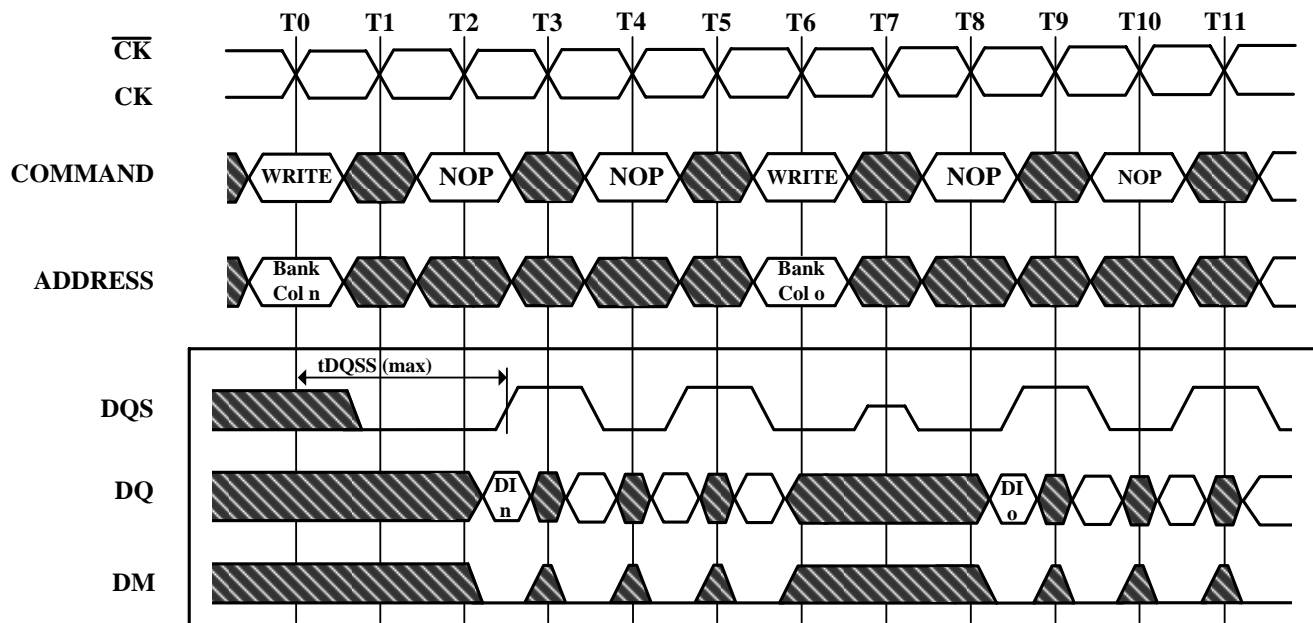 T0 T1 T2 T3 T4 T5 T6 T7 T8 T9 T10 T11
CK
CK
COMMAND WRITE NOP NOP WRITE NOP NOP
ADDRESS Bank Col n Bank Col o
tDQSS (max)
DQS
DQ DI n DI o
DM